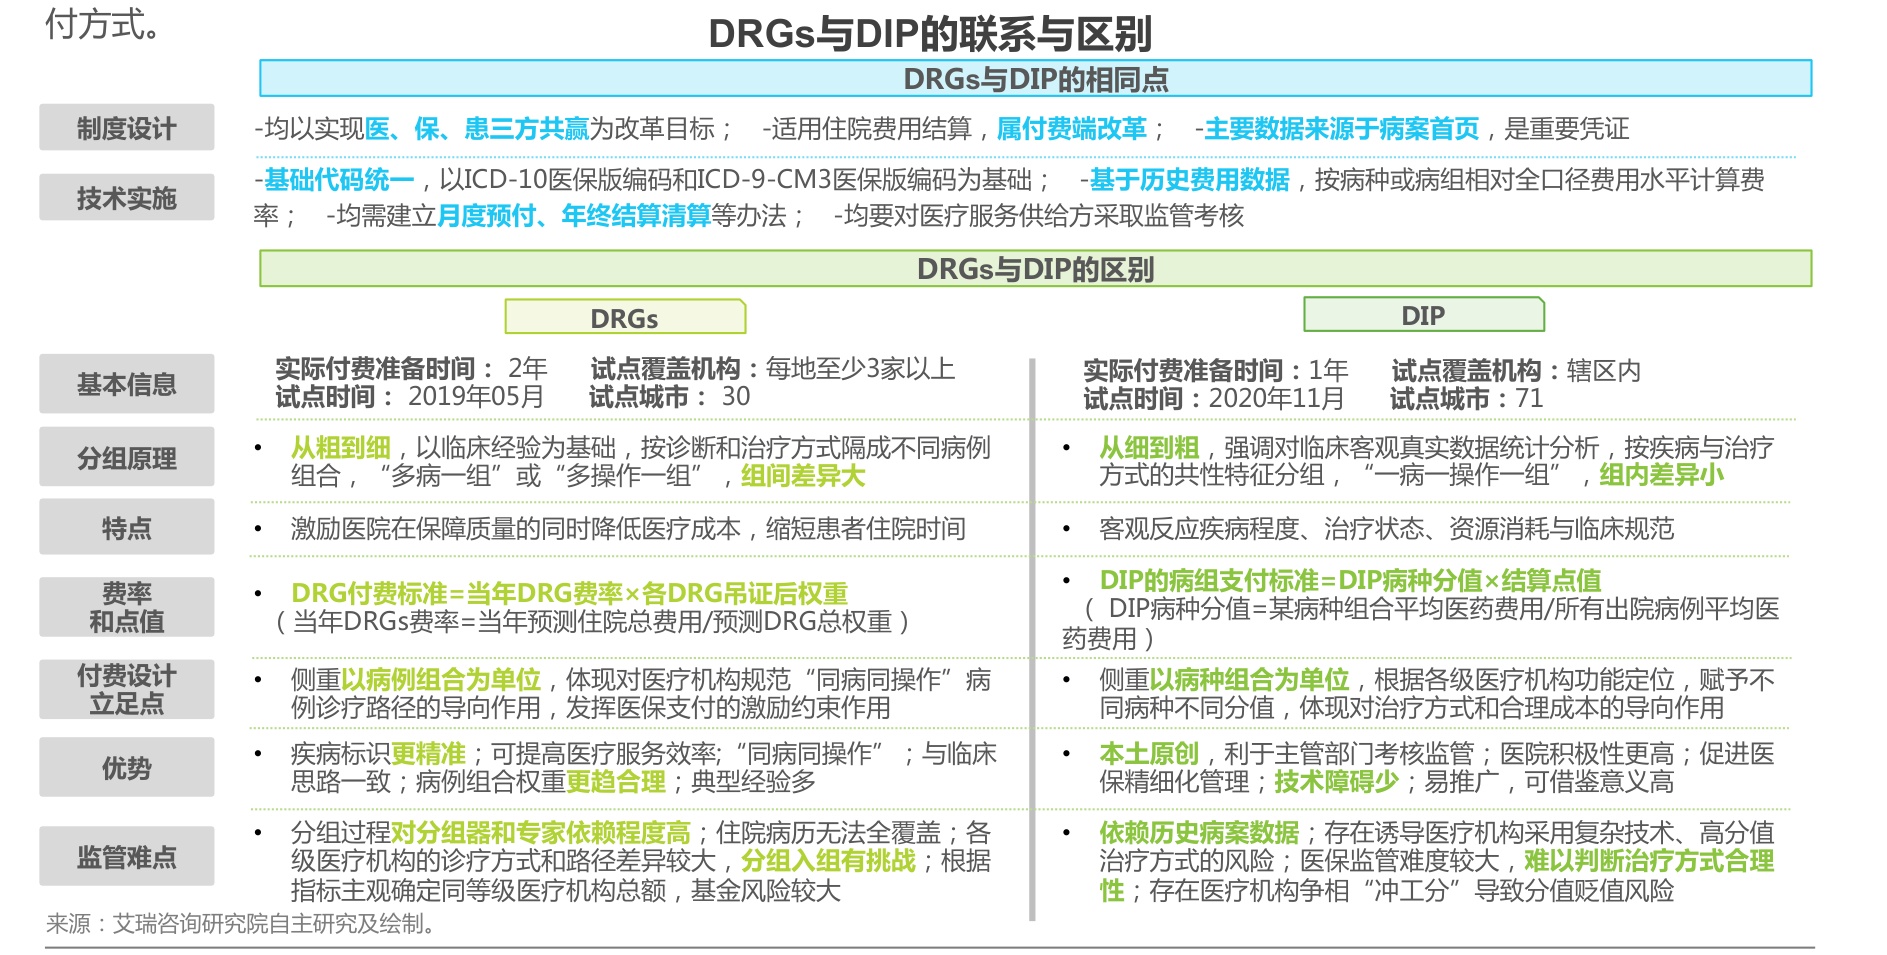 付方式。
DRGs与DIP的联系与区别
DRGs与DIP的相同点
制度设计
-均以实现医、保、患三方共赢为改革目标； -适用住院费用结算，属付费端改革； -主要数据来源于病案首页，是重要凭证
技术实施
-基础代码统一，以ICD-10医保版编码和ICD-9-CM3医保版编码为基础； -基于历史费用数据，按病种或病组相对全口径费用水平计算费
率； -均需建立月度预付、年终结算清算等办法； -均要对医疗服务供给方采取监管考核
DRGs与DIP的区别
DRGs
DIP
基本信息
实际付费准备时间： 2年 试点覆盖机构：每地至少3家以上
试点时间： 2019年05月 试点城市： 30
实际付费准备时间：1年 试点覆盖机构：辖区内
试点时间：2020年11月 试点城市：71
分组原理
• 从粗到细，以临床经验为基础，按诊断和治疗方式隔成不同病例
组合，“多病一组”或“多操作一组”，组间差异大
• 从细到粗，强调对临床客观真实数据统计分析，按疾病与治疗
方式的共性特征分组，“一病一操作一组”，组内差异小
特点
• 激励医院在保障质量的同时降低医疗成本，缩短患者住院时间
• 客观反应疾病程度、治疗状态、资源消耗与临床规范
费率
和点值
• DRG付费标准=当年DRG费率×各DRG吊证后权重
（当年DRGs费率=当年预测住院总费用/预测DRG总权重）
• DIP的病组支付标准=DIP病种分值×结算点值
（ DIP病种分值=某病种组合平均医药费用/所有出院病例平均医
药费用）
付费设计
立足点
• 侧重以病例组合为单位，体现对医疗机构规范“同病同操作”病
例诊疗路径的导向作用，发挥医保支付的激励约束作用
• 侧重以病种组合为单位，根据各级医疗机构功能定位，赋予不
同病种不同分值，体现对治疗方式和合理成本的导向作用
优势
• 疾病标识更精准；可提高医疗服务效率;“同病同操作”；与临床
思路一致；病例组合权重更趋合理；典型经验多
• 本土原创，利于主管部门考核监管；医院积极性更高；促进医
保精细化管理；技术障碍少；易推广，可借鉴意义高
监管难点
• 分组过程对分组器和专家依赖程度高；住院病历无法全覆盖；各
级医疗机构的诊疗方式和路径差异较大，分组入组有挑战；根据
指标主观确定同等级医疗机构总额，基金风险较大
• 依赖历史病案数据；存在诱导医疗机构采用复杂技术、高分值
治疗方式的风险；医保监管难度较大，难以判断治疗方式合理
性；存在医疗机构争相“冲工分”导致分值贬值风险
来源：艾瑞咨询研究院自主研究及绘制。